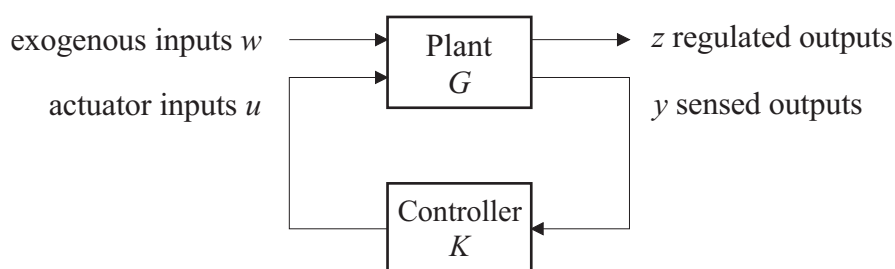 exogenous inputs w
Plant
G
z regulated outputs
actuator inputs u
y sensed outputs
Controller
K